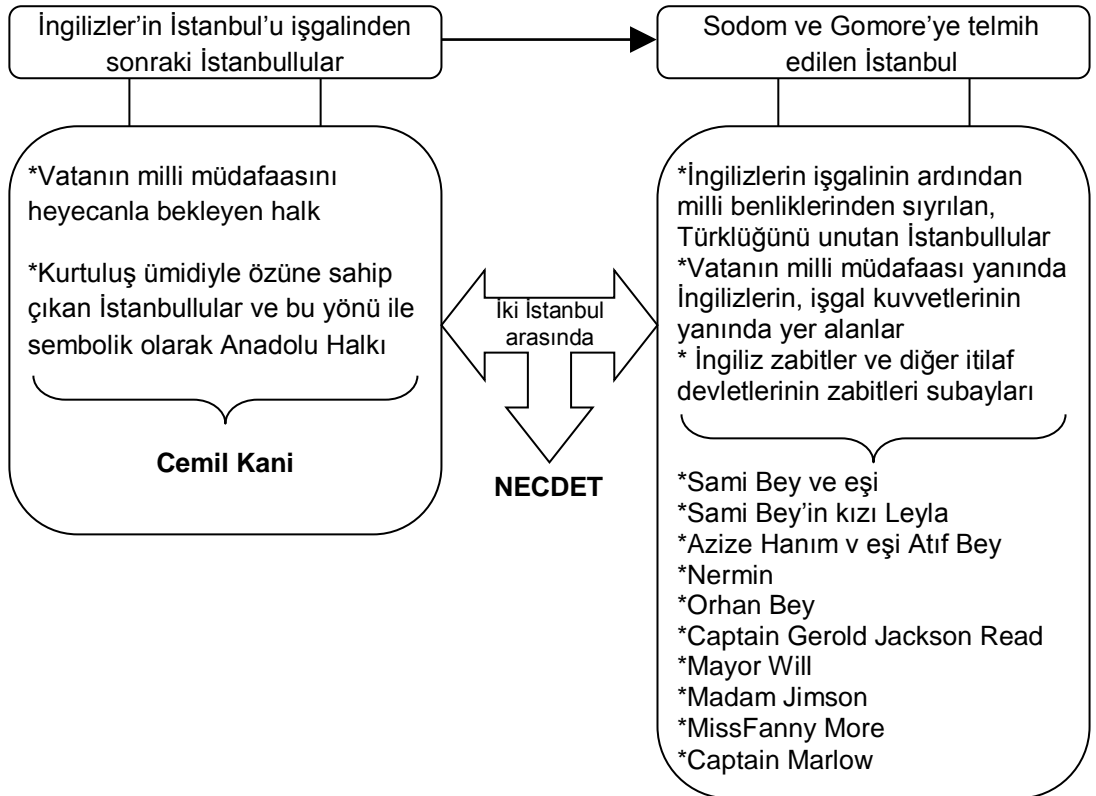 İngilizler'in İstanbul'u işgalinden
sonraki İstanbullular
Sodom ve Gomore'ye telmih
edilen İstanbul
*Vatanın milli müdafaasını
heyecanla bekleyen halk
*Kurtuluş ümidiyle özüne sahip
çıkan İstanbullular ve bu yönü ile
sembolik olarak Anadolu Halkı
Cemil Kani
İki İstanbul
arasında
NECDET
*İngilizlerin işgalinin ardından
milli benliklerinden sıyrılan,
Türklüğünü unutan İstanbullular
*Vatanın milli müdafaası yanında
İngilizlerin, işgal kuvvetlerinin
yanında yer alanlar
* İngiliz zabitler ve diğer itilaf
devletlerinin zabitleri subayları
*Sami Bey ve eşi
*Sami Bey'in kızı Leyla
*Azize Hanım v eşi Atıf Bey
*Nermin
*Orhan Bey
*Captain Gerold Jackson Read
*Mayor Will
*Madam Jimson
*MissFanny More
*Captain Marlow